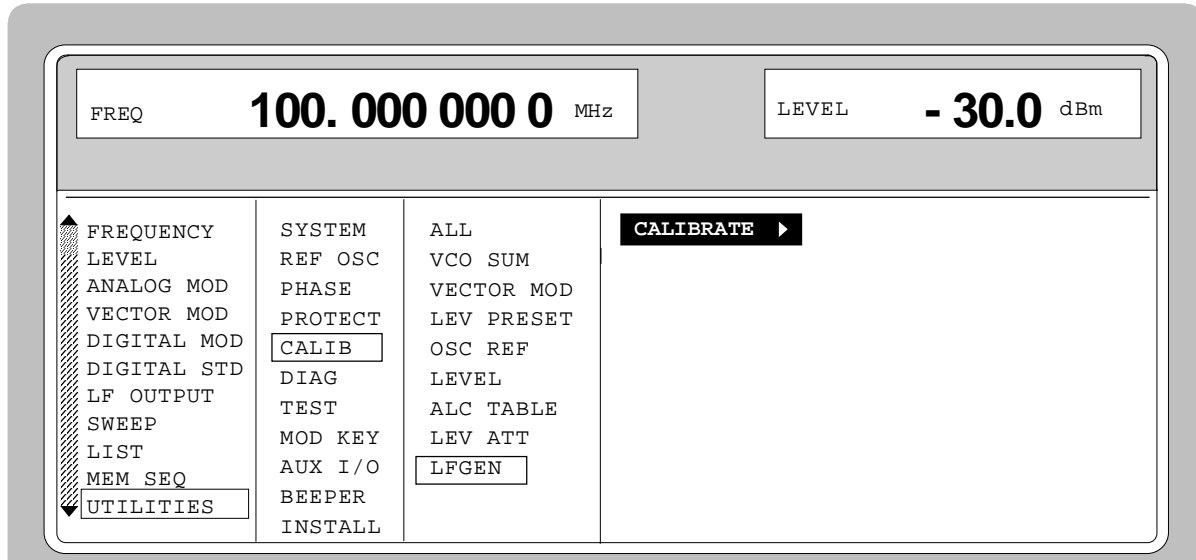 FREQ 100. 000 000 0 MHz
LEVEL - 30.0 dBm
FREQUENCY
LEVEL
ANALOG MOD
VECTOR MOD
DIGITAL MOD
DIGITAL STD
LF OUTPUT
SWEEP
LIST
MEM SEQ
UTILITIES
SYSTEM
REF OSC
PHASE
PROTECT
CALIB
DIAG
TEST
MOD KEY
AUX I/O
BEEPER
INSTALL
ALL
VCO SUM
VECTOR MOD
LEV PRESET
OSC REF
LEVEL
ALC TABLE
LEV ATT
LFGEN
CALIBRATE